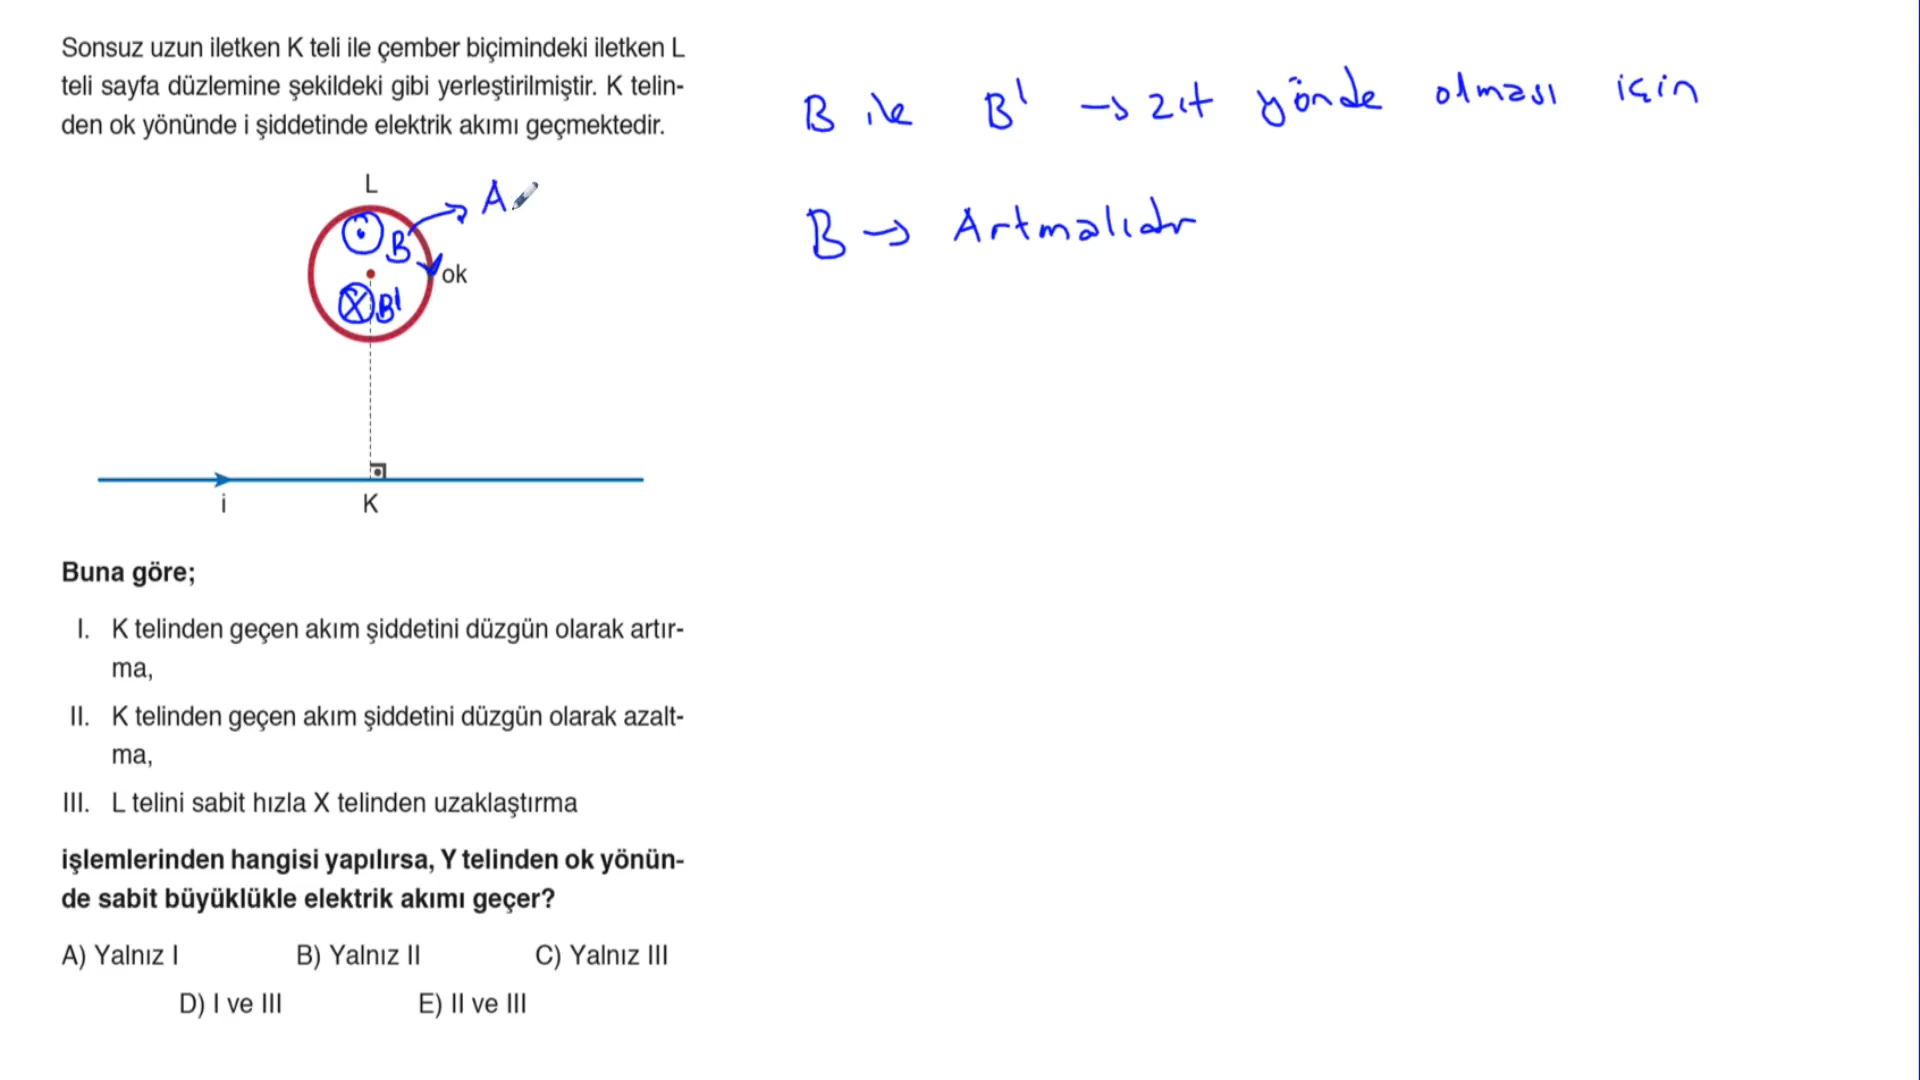 Sonsuz uzun iletken K teli ile çember biçimindeki iletken L
teli sayfa düzlemine şekildeki gibi yerleştirilmiştir. K telin-
den ok yönünde i şiddetinde elektrik akımı geçmektedir.
B ile B' → zıt yönde olması için
B → Artmalıdır
L
A
B
ok
B'
i
K
Buna göre;
I. K telinden geçen akım şiddetini düzgün olarak artır-
ma,
II. K telinden geçen akım şiddetini düzgün olarak azalt-
ma,
III. L telini sabit hızla X telinden uzaklaştırma
işlemlerinden hangisi yapılırsa, Y telinden ok yönün-
de sabit büyüklükle elektrik akımı geçer?
A) Yalnız I B) Yalnız II C) Yalnız III
D) I ve III E) II ve III